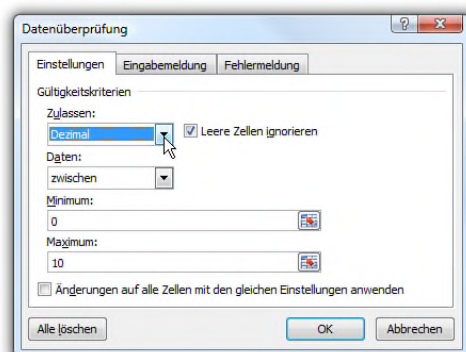 Datenüberprüfung
Einstellungen Eingabemeldung Fehlermeldung
Gültigkeitskriterien
Zulassen:
Dezimal Leere Zellen ignorieren
Daten:
zwischen
Minimum:
0
Maximum:
10
Änderungen auf alle Zellen mit den gleichen Einstellungen anwenden
Alle löschen OK Abbrechen